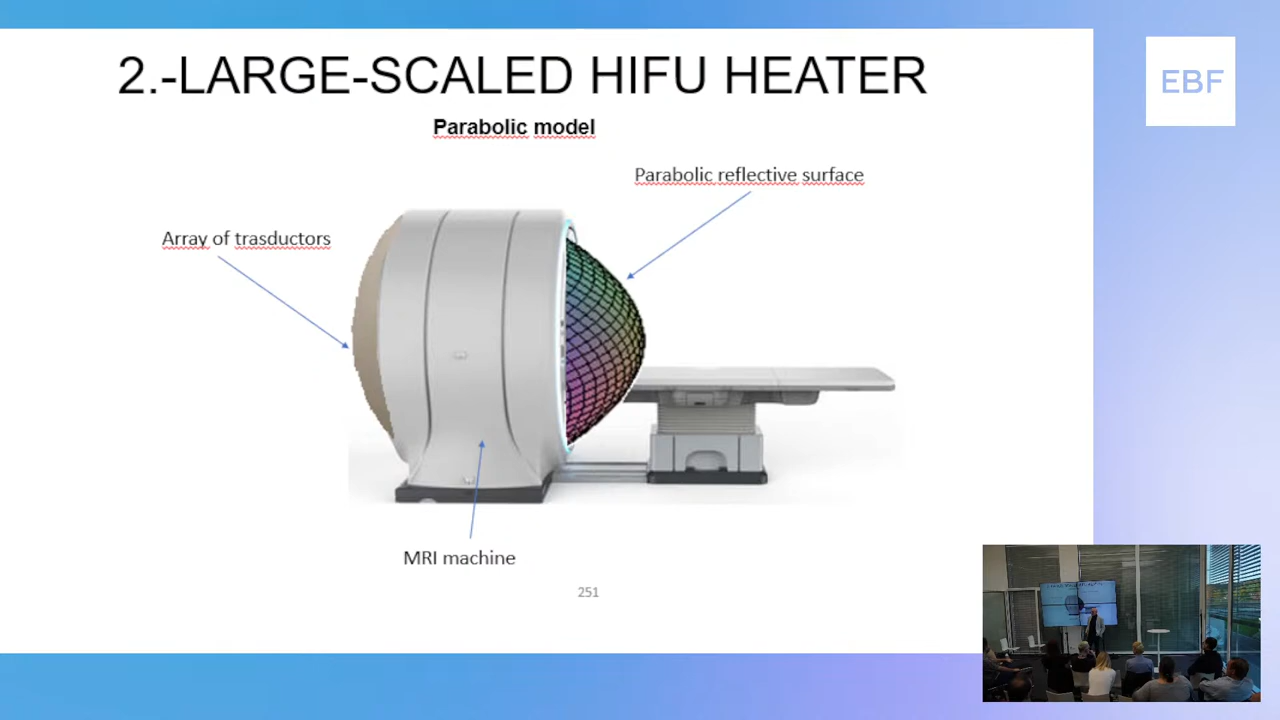 2.-LARGE-SCALED HIFU HEATER
EBF
Parabolic model
Parabolic reflective surface
Array of trasductors
MRI machine
251